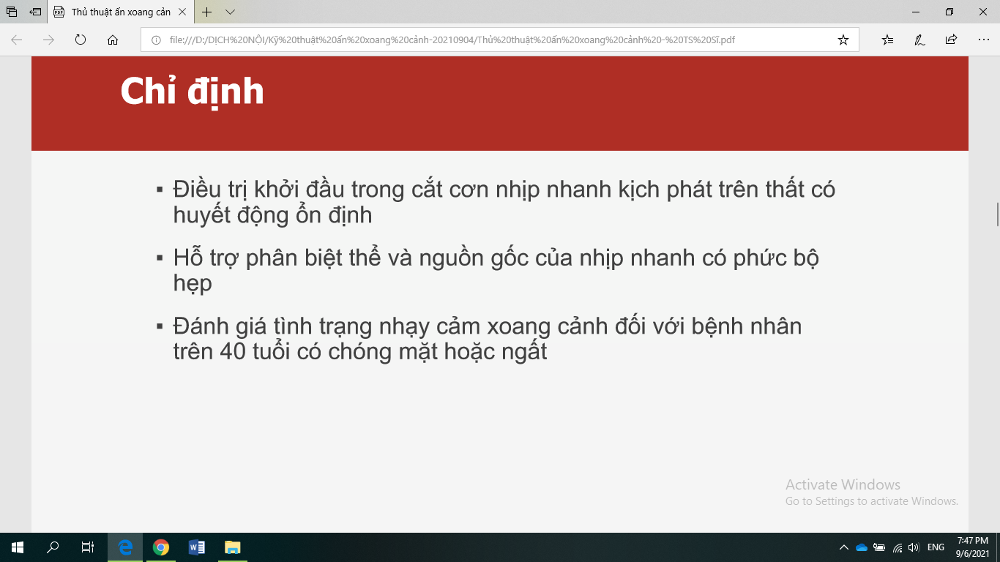 Thủ thuật ấn xoang cản
file:///D:/DỊCH%20NỘI/Kỹ%20thuật%20ấn%20xoang%20cảnh-20210904/Thủ%20thuật%20ấn%20xoang%20cảnh%20-%20TS%20Sĩ.pdf
Chỉ định
▪ Điều trị khởi đầu trong cắt cơn nhịp nhanh kịch phát trên thất có
huyết động ổn định
▪ Hỗ trợ phân biệt thể và nguồn gốc của nhịp nhanh có phức bộ
hẹp
▪ Đánh giá tình trạng nhạy cảm xoang cảnh đối với bệnh nhân
trên 40 tuổi có chóng mặt hoặc ngất
Activate Windows
Go to Settings to activate Windows.
ENG
7:47 PM
9/6/2021